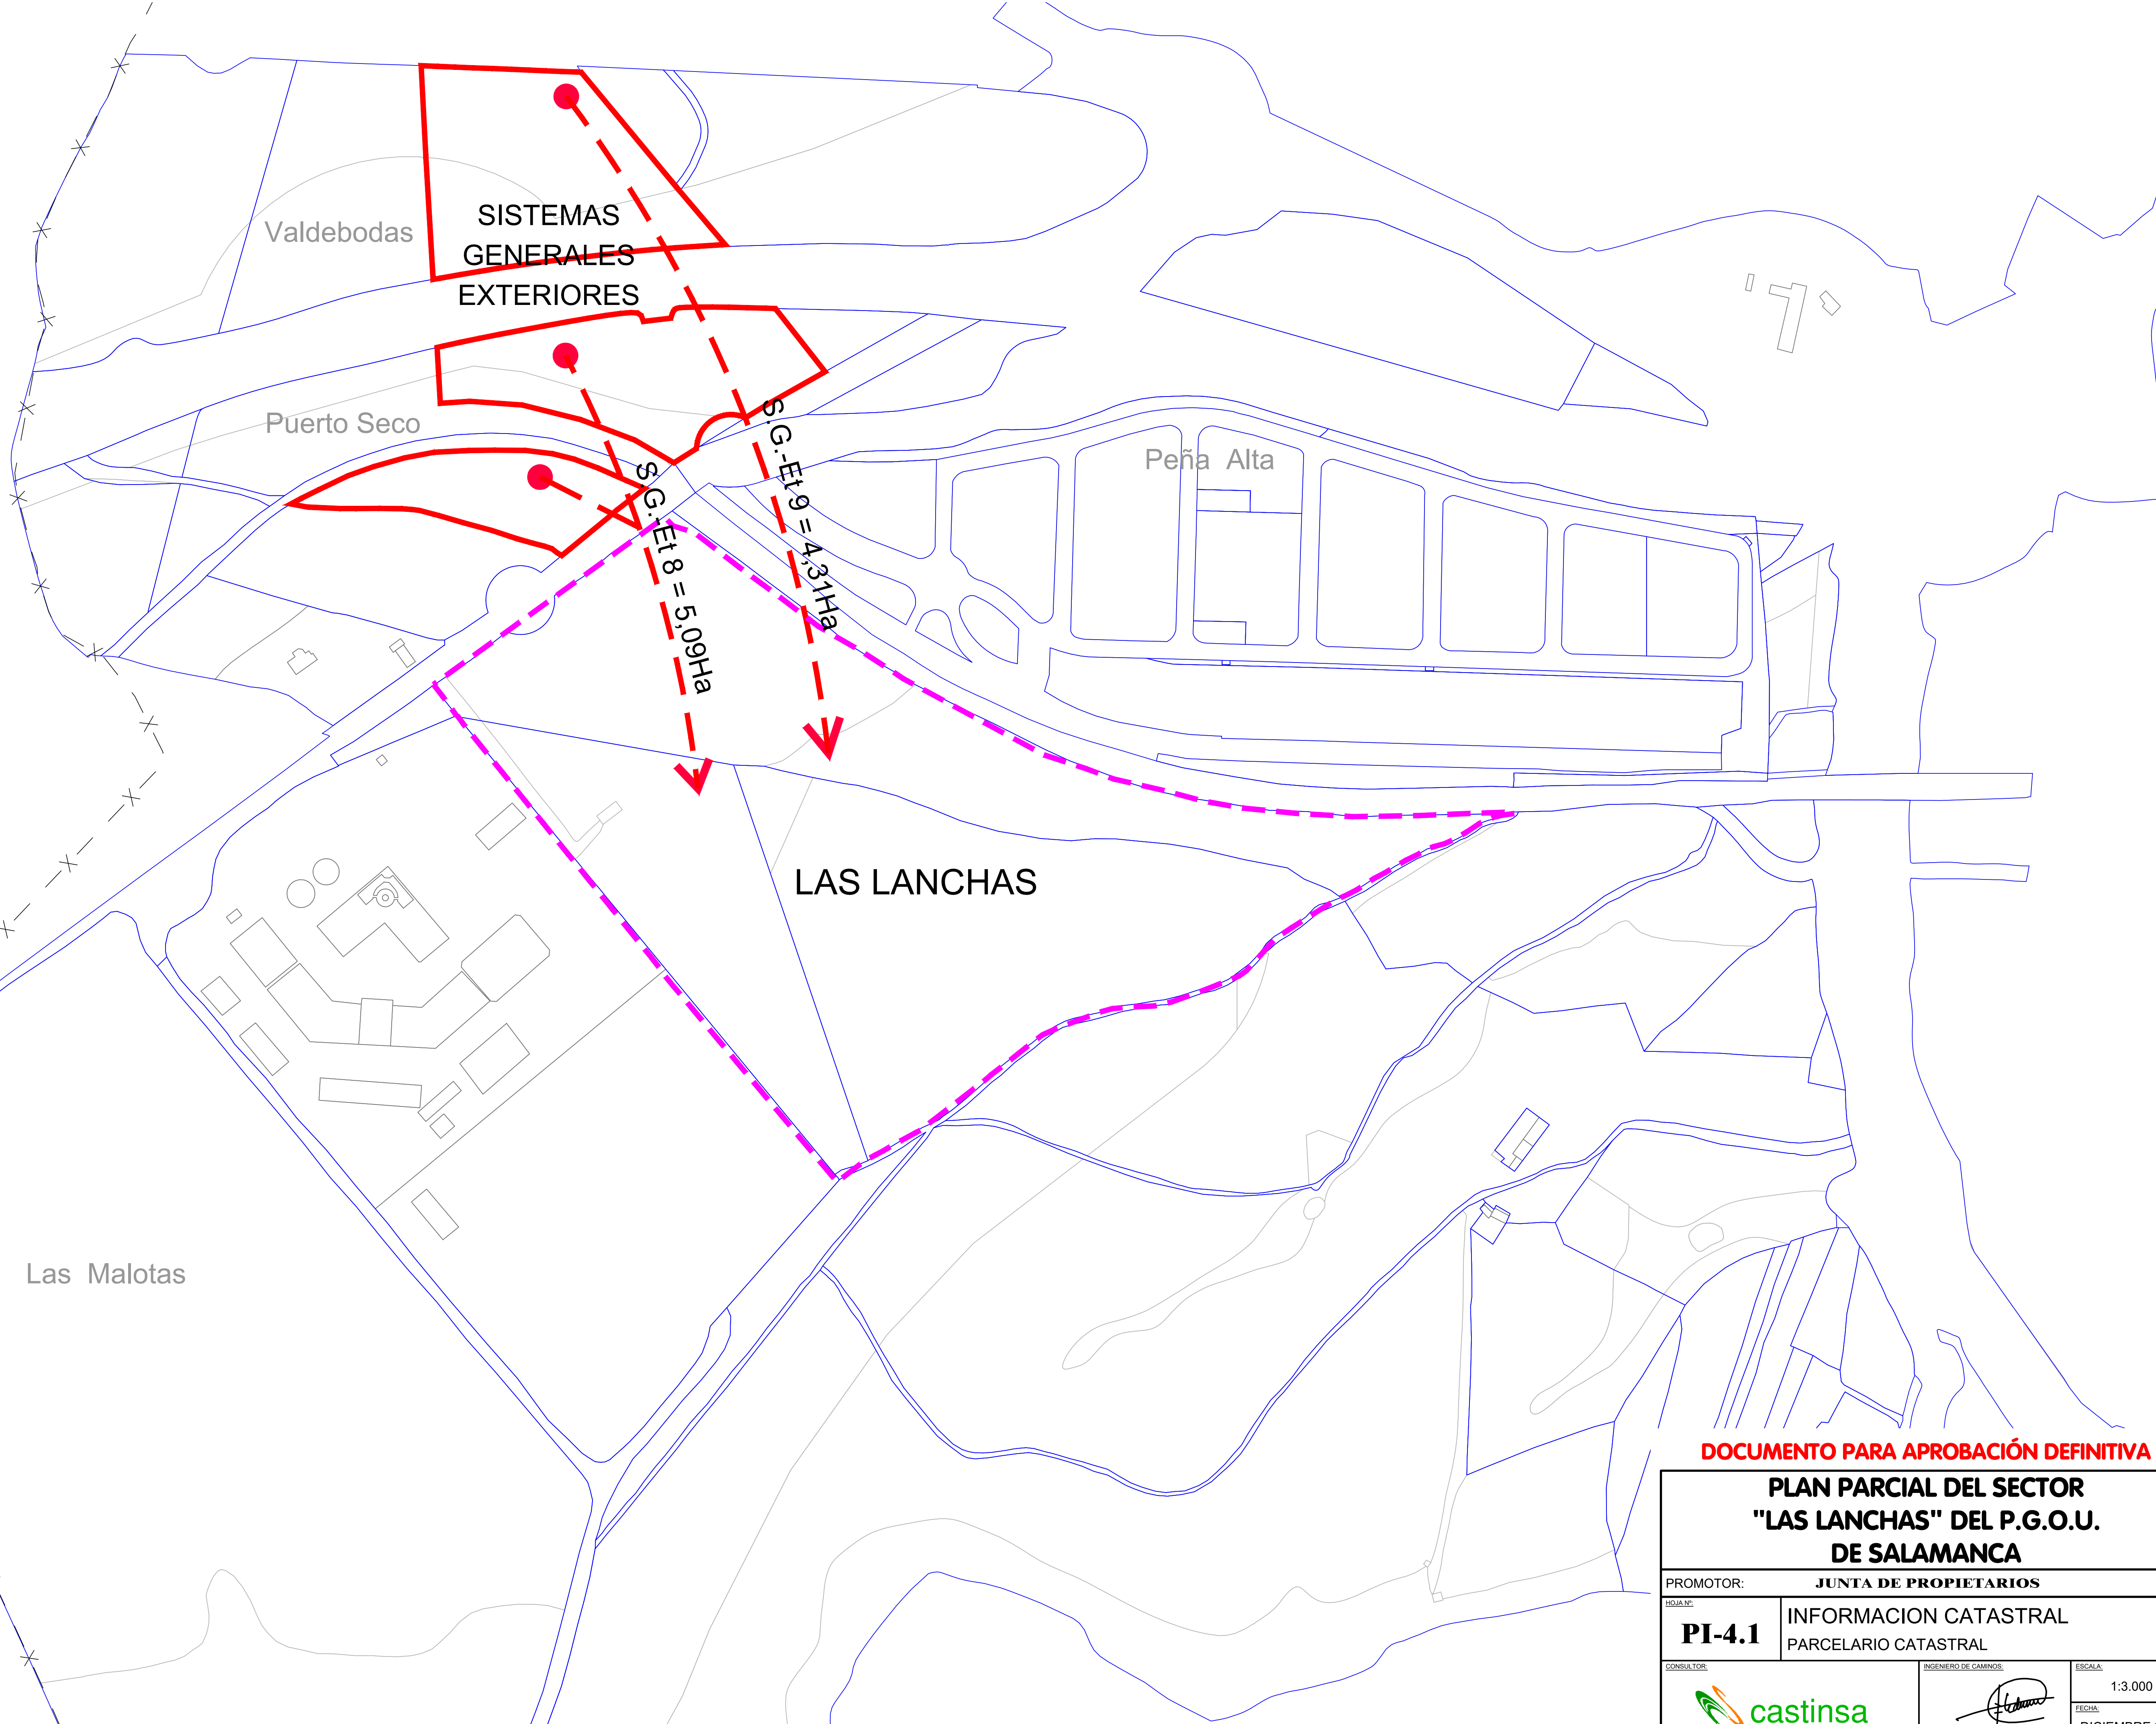 SISTEMAS
GENERALES
EXTERIORES
Valdebodas
Puerto Seco
S.G.-Et 9 = 4,31Ha
S.G.-Et 8 = 5,09Ha
Peña Alta
LAS LANCHAS
Las Malotas
DOCUMENTO PARA APROBACIÓN DEFINITIVA
PLAN PARCIAL DEL SECTOR
"LAS LANCHAS" DEL P.G.O.U.
DE SALAMANCA
PROMOTOR: JUNTA DE PROPIETARIOS
HOJA Nº:
PI-4.1
INFORMACION CATASTRAL
PARCELARIO CATASTRAL
CONSULTOR:
castinsa
INGENIERO DE CAMINOS:
ESCALA:
1:3.000
FECHA: